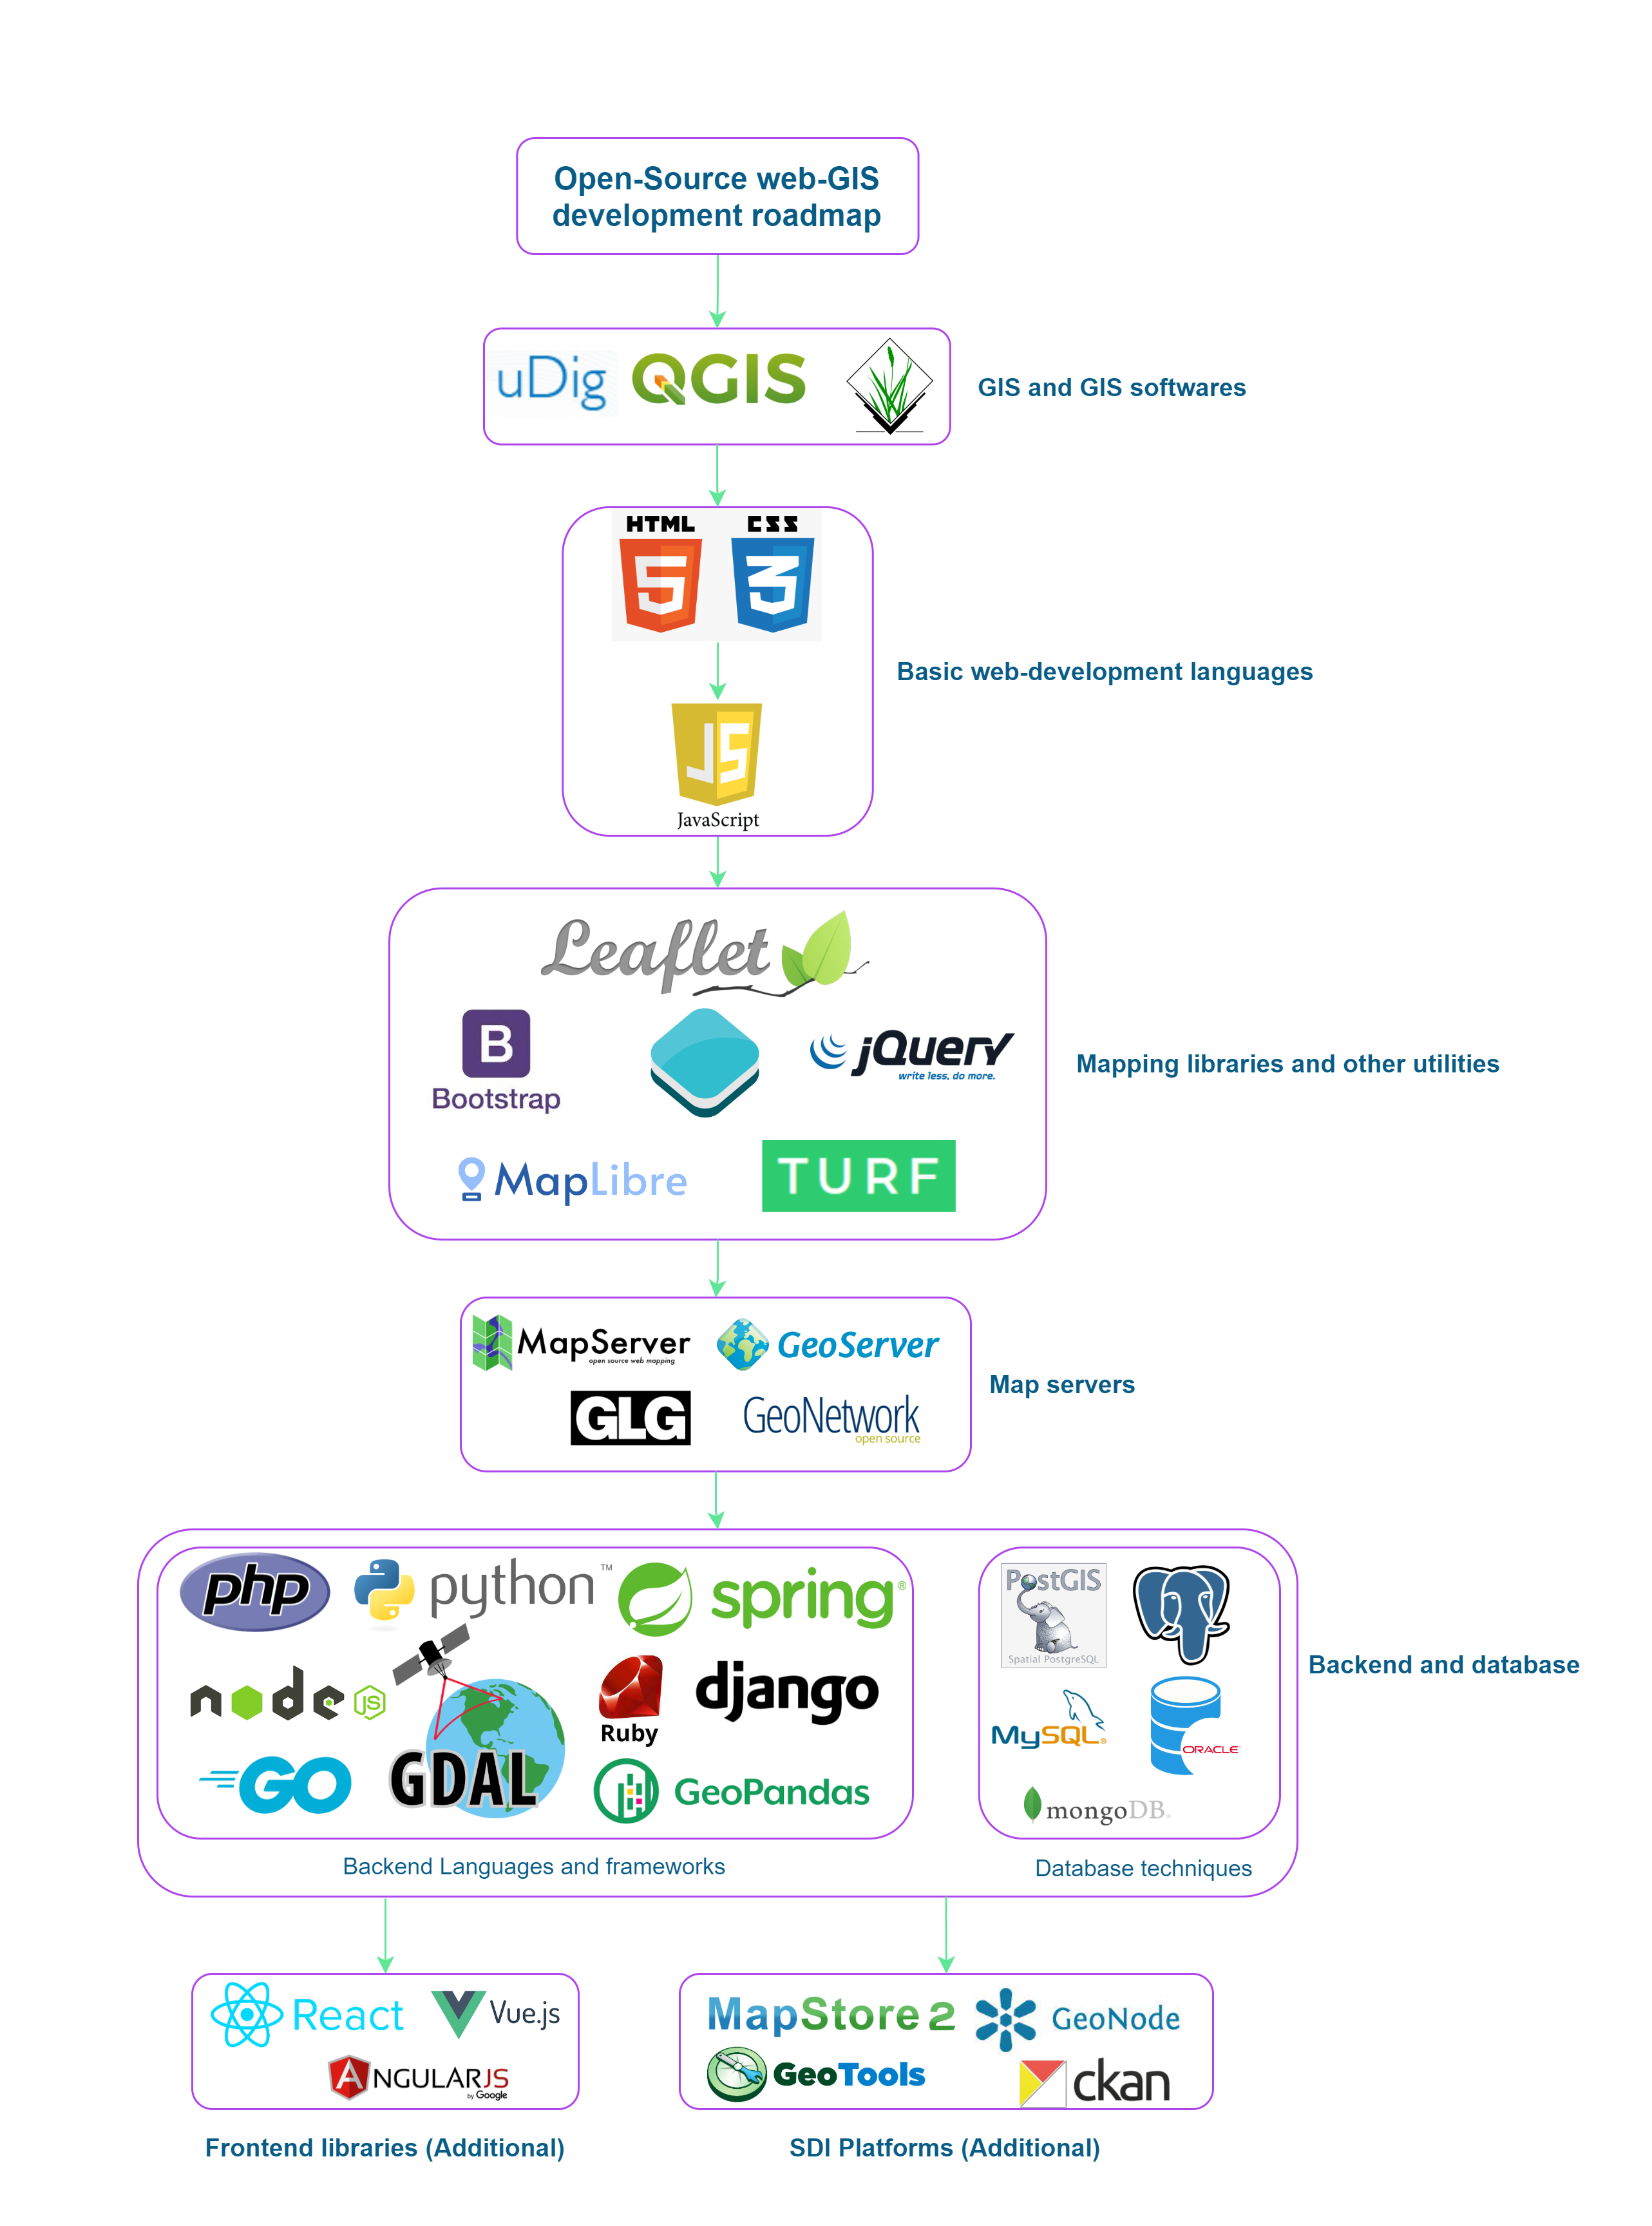 Open-Source web-GIS
development roadmap
uDig QGIS
GIS and GIS softwares
HTML CSS
5 3
Basic web-development languages
JS
JavaScript
Leaflet
B
Bootstrap
jQuery
write less, do more.
Mapping libraries and other utilities
MapLibre
TURF
MapServer
open source web mapping
GeoServer
Map servers
GLG
GeoNetwork
open source
php
python™
spring®
PostGIS
Spatial PostgreSQL
Backend and database
node JS
Ruby
django
MySQL®
ORACLE
GO
GDAL
GeoPandas
mongoDB®
Backend Languages and frameworks
Database techniques
React
Vue.js
MapStore 2
GeoNode
ANGULARJS
by Google
GeoTools
ckan
Frontend libraries (Additional)
SDI Platforms (Additional)